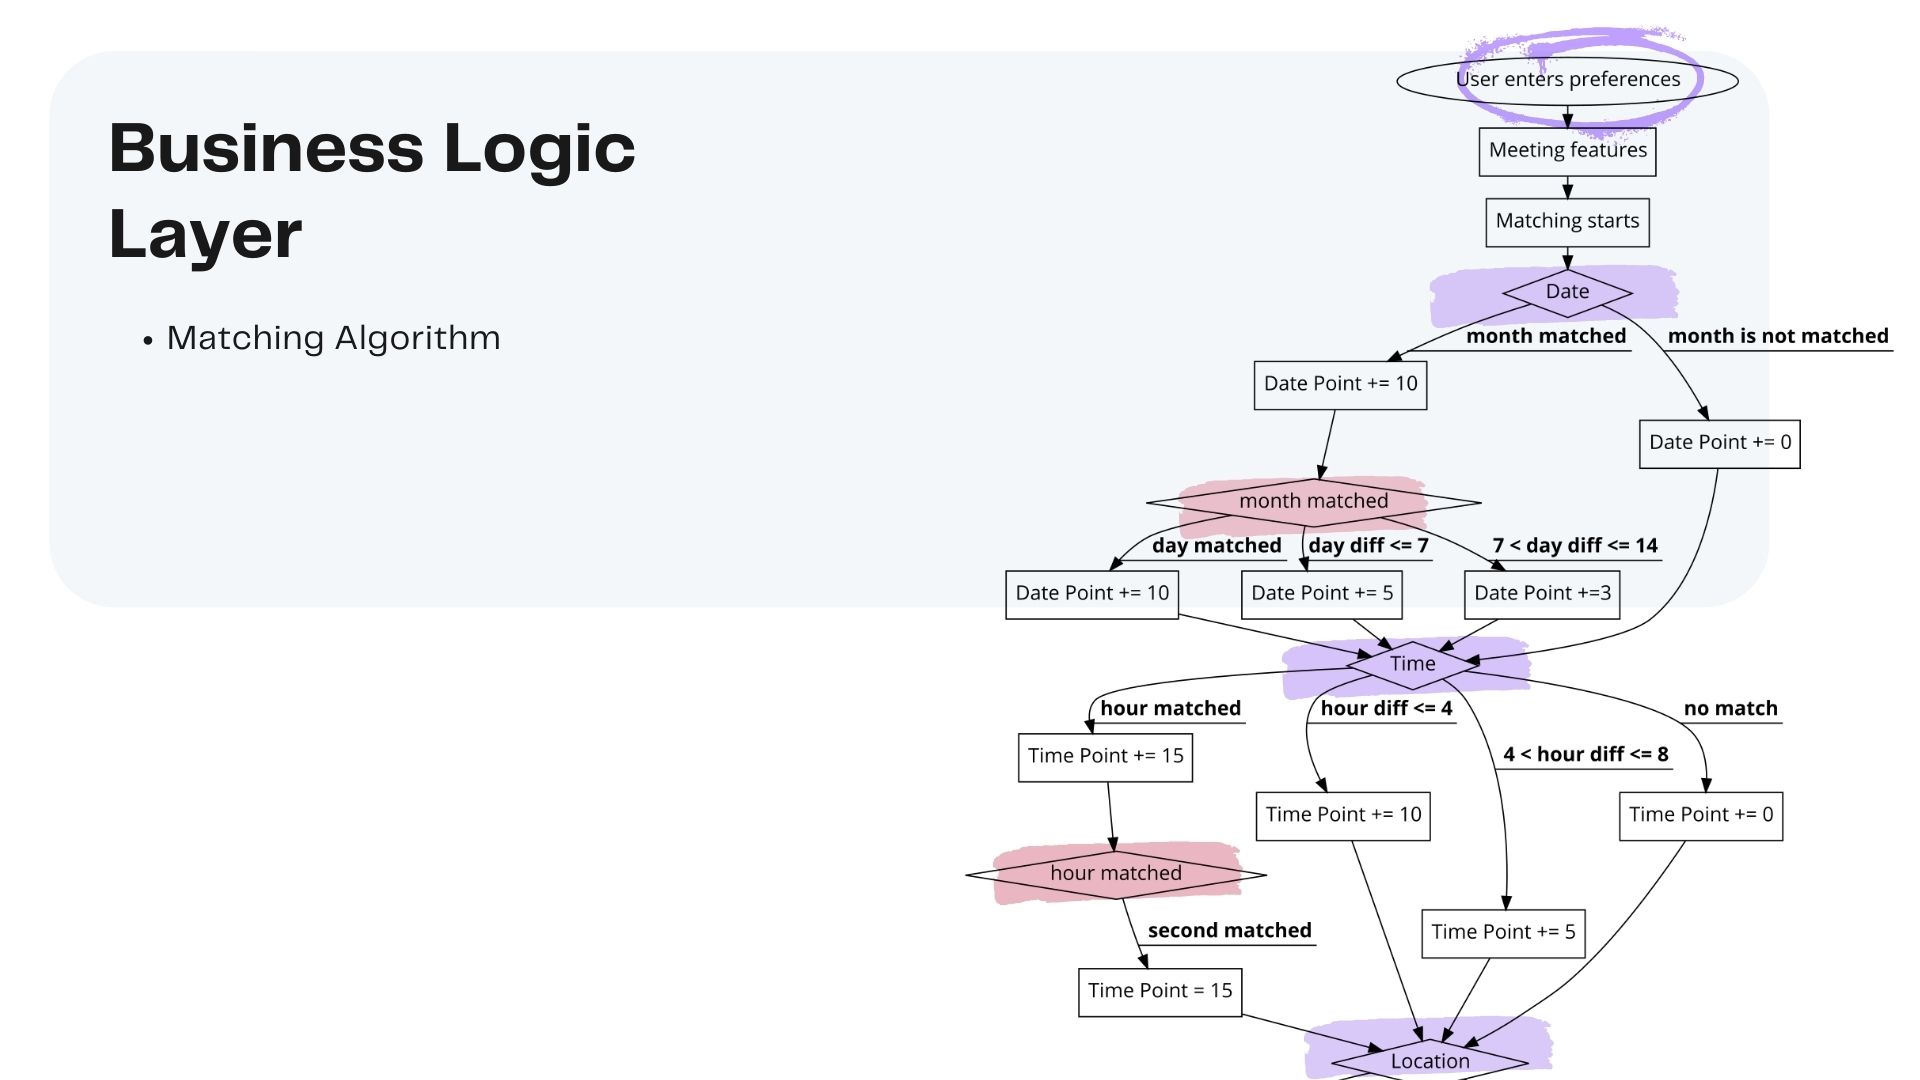 Business Logic
Layer
• Matching Algorithm
User enters preferences
Meeting features
Matching starts
Date
month matched
month is not matched
Date Point += 10
Date Point += 0
month matched
day matched
day diff <= 7
7 < day diff <= 14
Date Point += 10
Date Point += 5
Date Point +=3
Time
hour matched
hour diff <= 4
no match
4 < hour diff <= 8
Time Point += 15
Time Point += 10
Time Point += 0
hour matched
second matched
Time Point += 5
Time Point = 15
Location